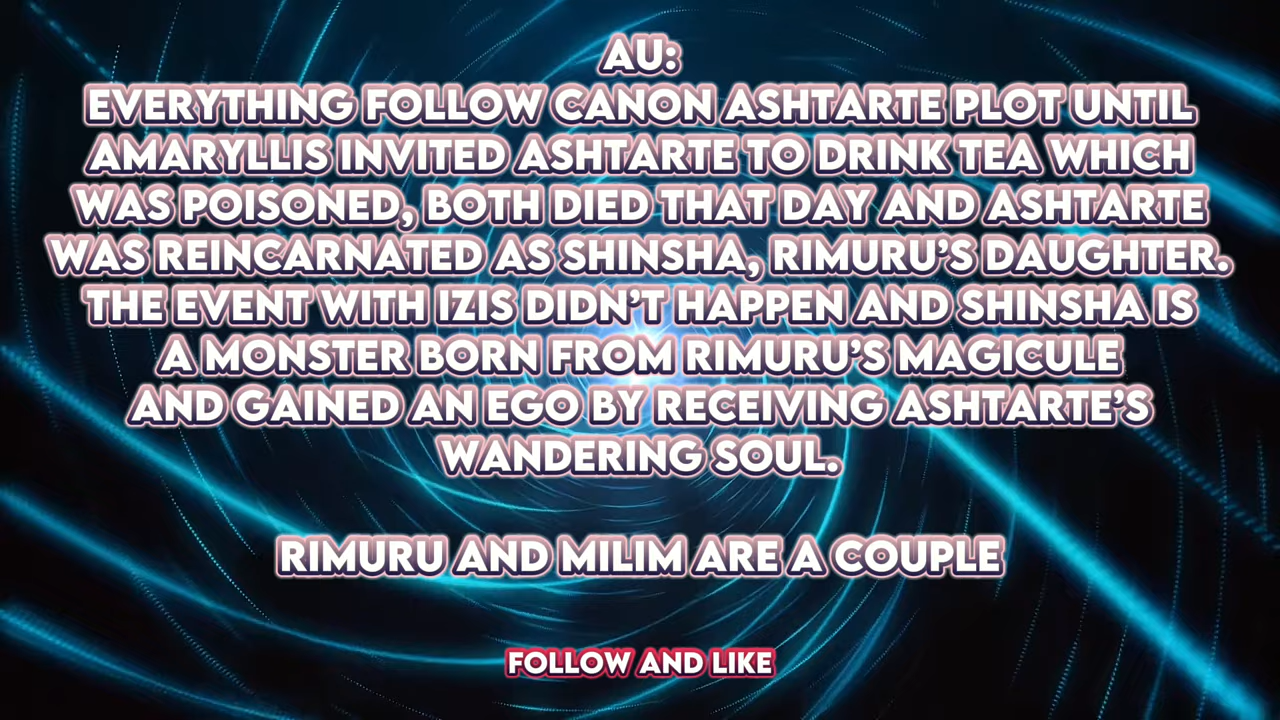 AU:
EVERYTHING FOLLOW CANON ASHTARTE PLOT UNTIL
AMARYLLIS INVITED ASHTARTE TO DRINK TEA WHICH
WAS POISONED, BOTH DIED THAT DAY AND ASHTARTE
WAS REINCARNATED AS SHINSHA, RIMURU'S DAUGHTER.
THE EVENT WITH IZIS DIDN'T HAPPEN AND SHINSHA IS
A MONSTER BORN FROM RIMURU'S MAGICULE
AND GAINED AN EGO BY RECEIVING ASHTARTE'S
WANDERING SOUL.
RIMURU AND MILIM ARE A COUPLE
FOLLOW AND LIKE